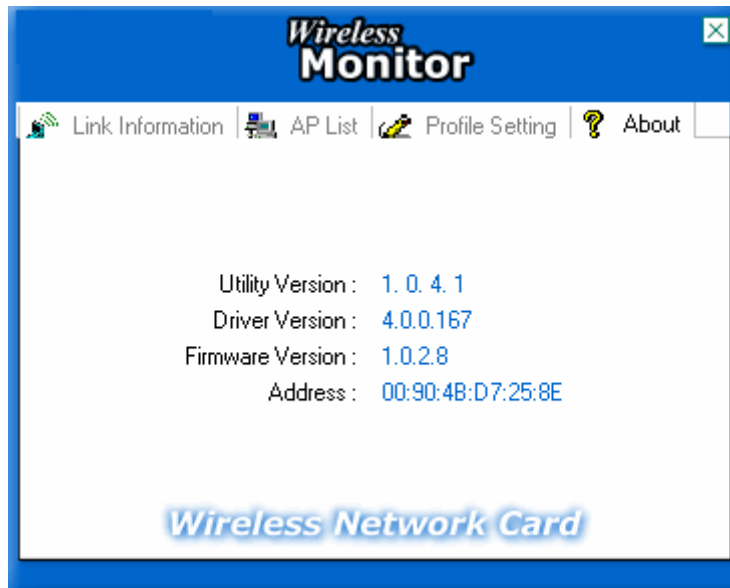 Wireless
Monitor
Link Information AP List Profile Setting About
Utility Version : 1. 0. 4. 1
Driver Version : 4.0.0.167
Firmware Version : 1.0.2.8
Address : 00:90:4B:D7:25:8E
Wireless Network Card